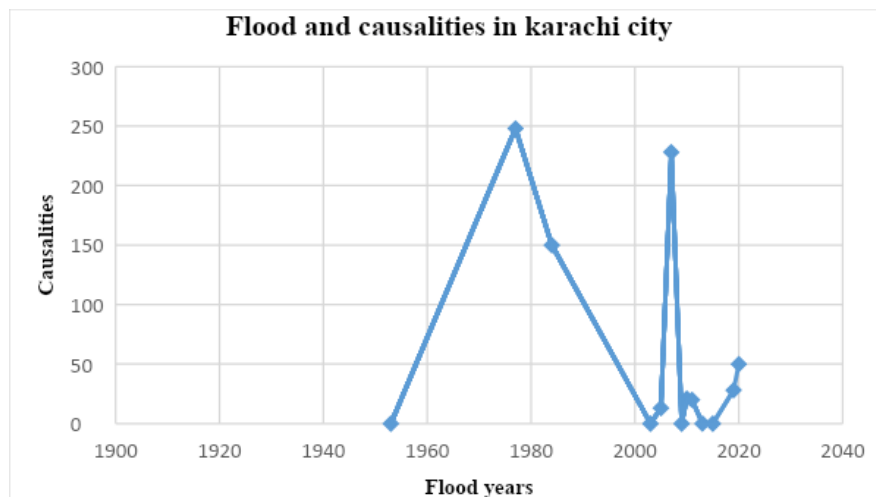 Flood and causalities in karachi city
300
250
200
150
100
50
0
Causalities
1900 1920 1940 1960 1980 2000 2020 2040
Flood years